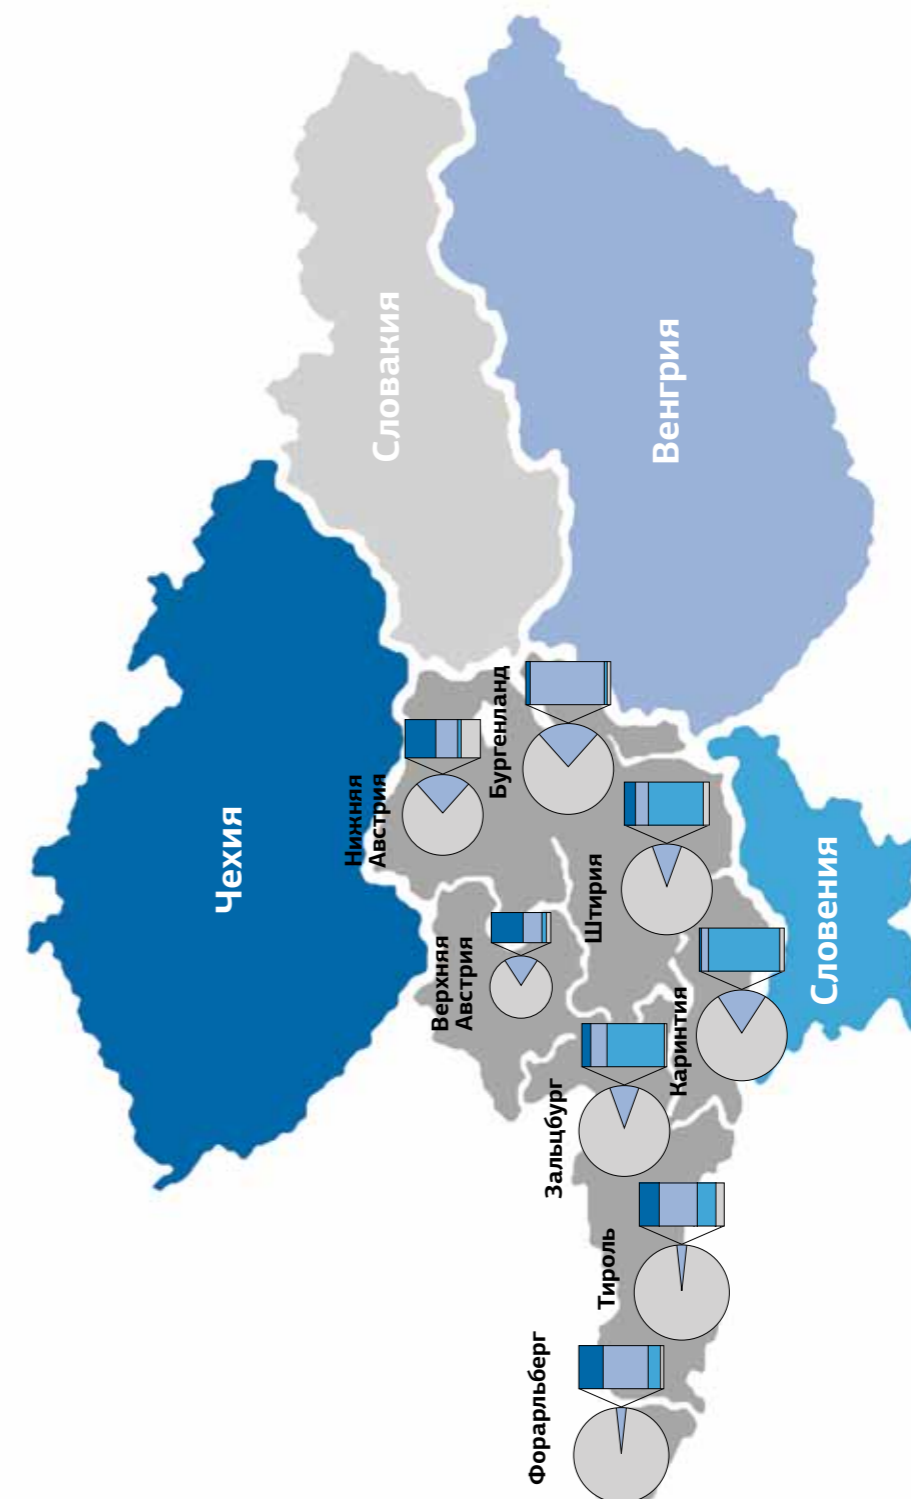 Чехия
Словакия
Венгрия
Словения
Нижняя
Австрия
Бургенланд
Верхняя
Австрия
Штирия
Зальцбург
Каринтия
Тироль
Форарльберг